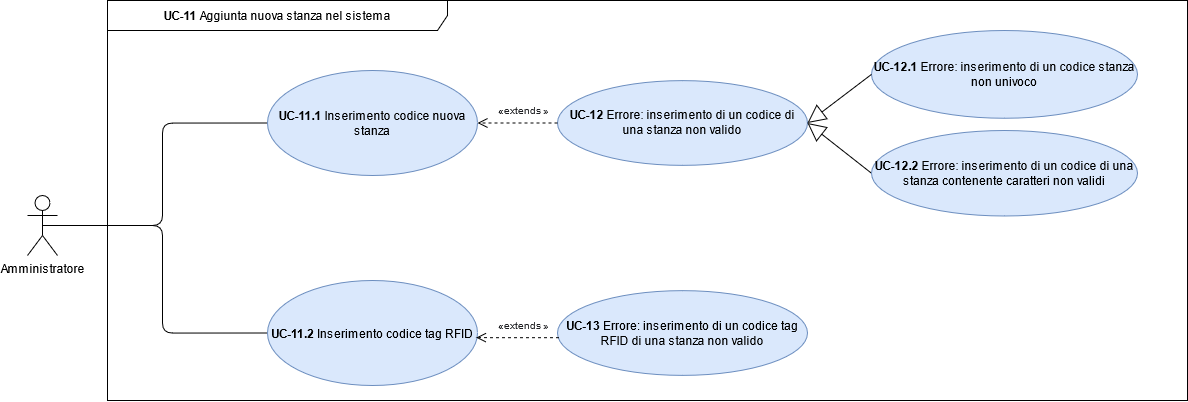 UC-11 Aggiunta nuova stanza nel sistema
UC-11.1 Inserimento codice nuova
stanza
«extends »
UC-12 Errore: inserimento di un codice di
una stanza non valido
UC-12.1 Errore: inserimento di un codice stanza
non univoco
UC-12.2 Errore: inserimento di un codice di una
stanza contenente caratteri non validi
Amministratore
UC-11.2 Inserimento codice tag RFID
«extends »
UC-13 Errore: inserimento di un codice tag
RFID di una stanza non valido